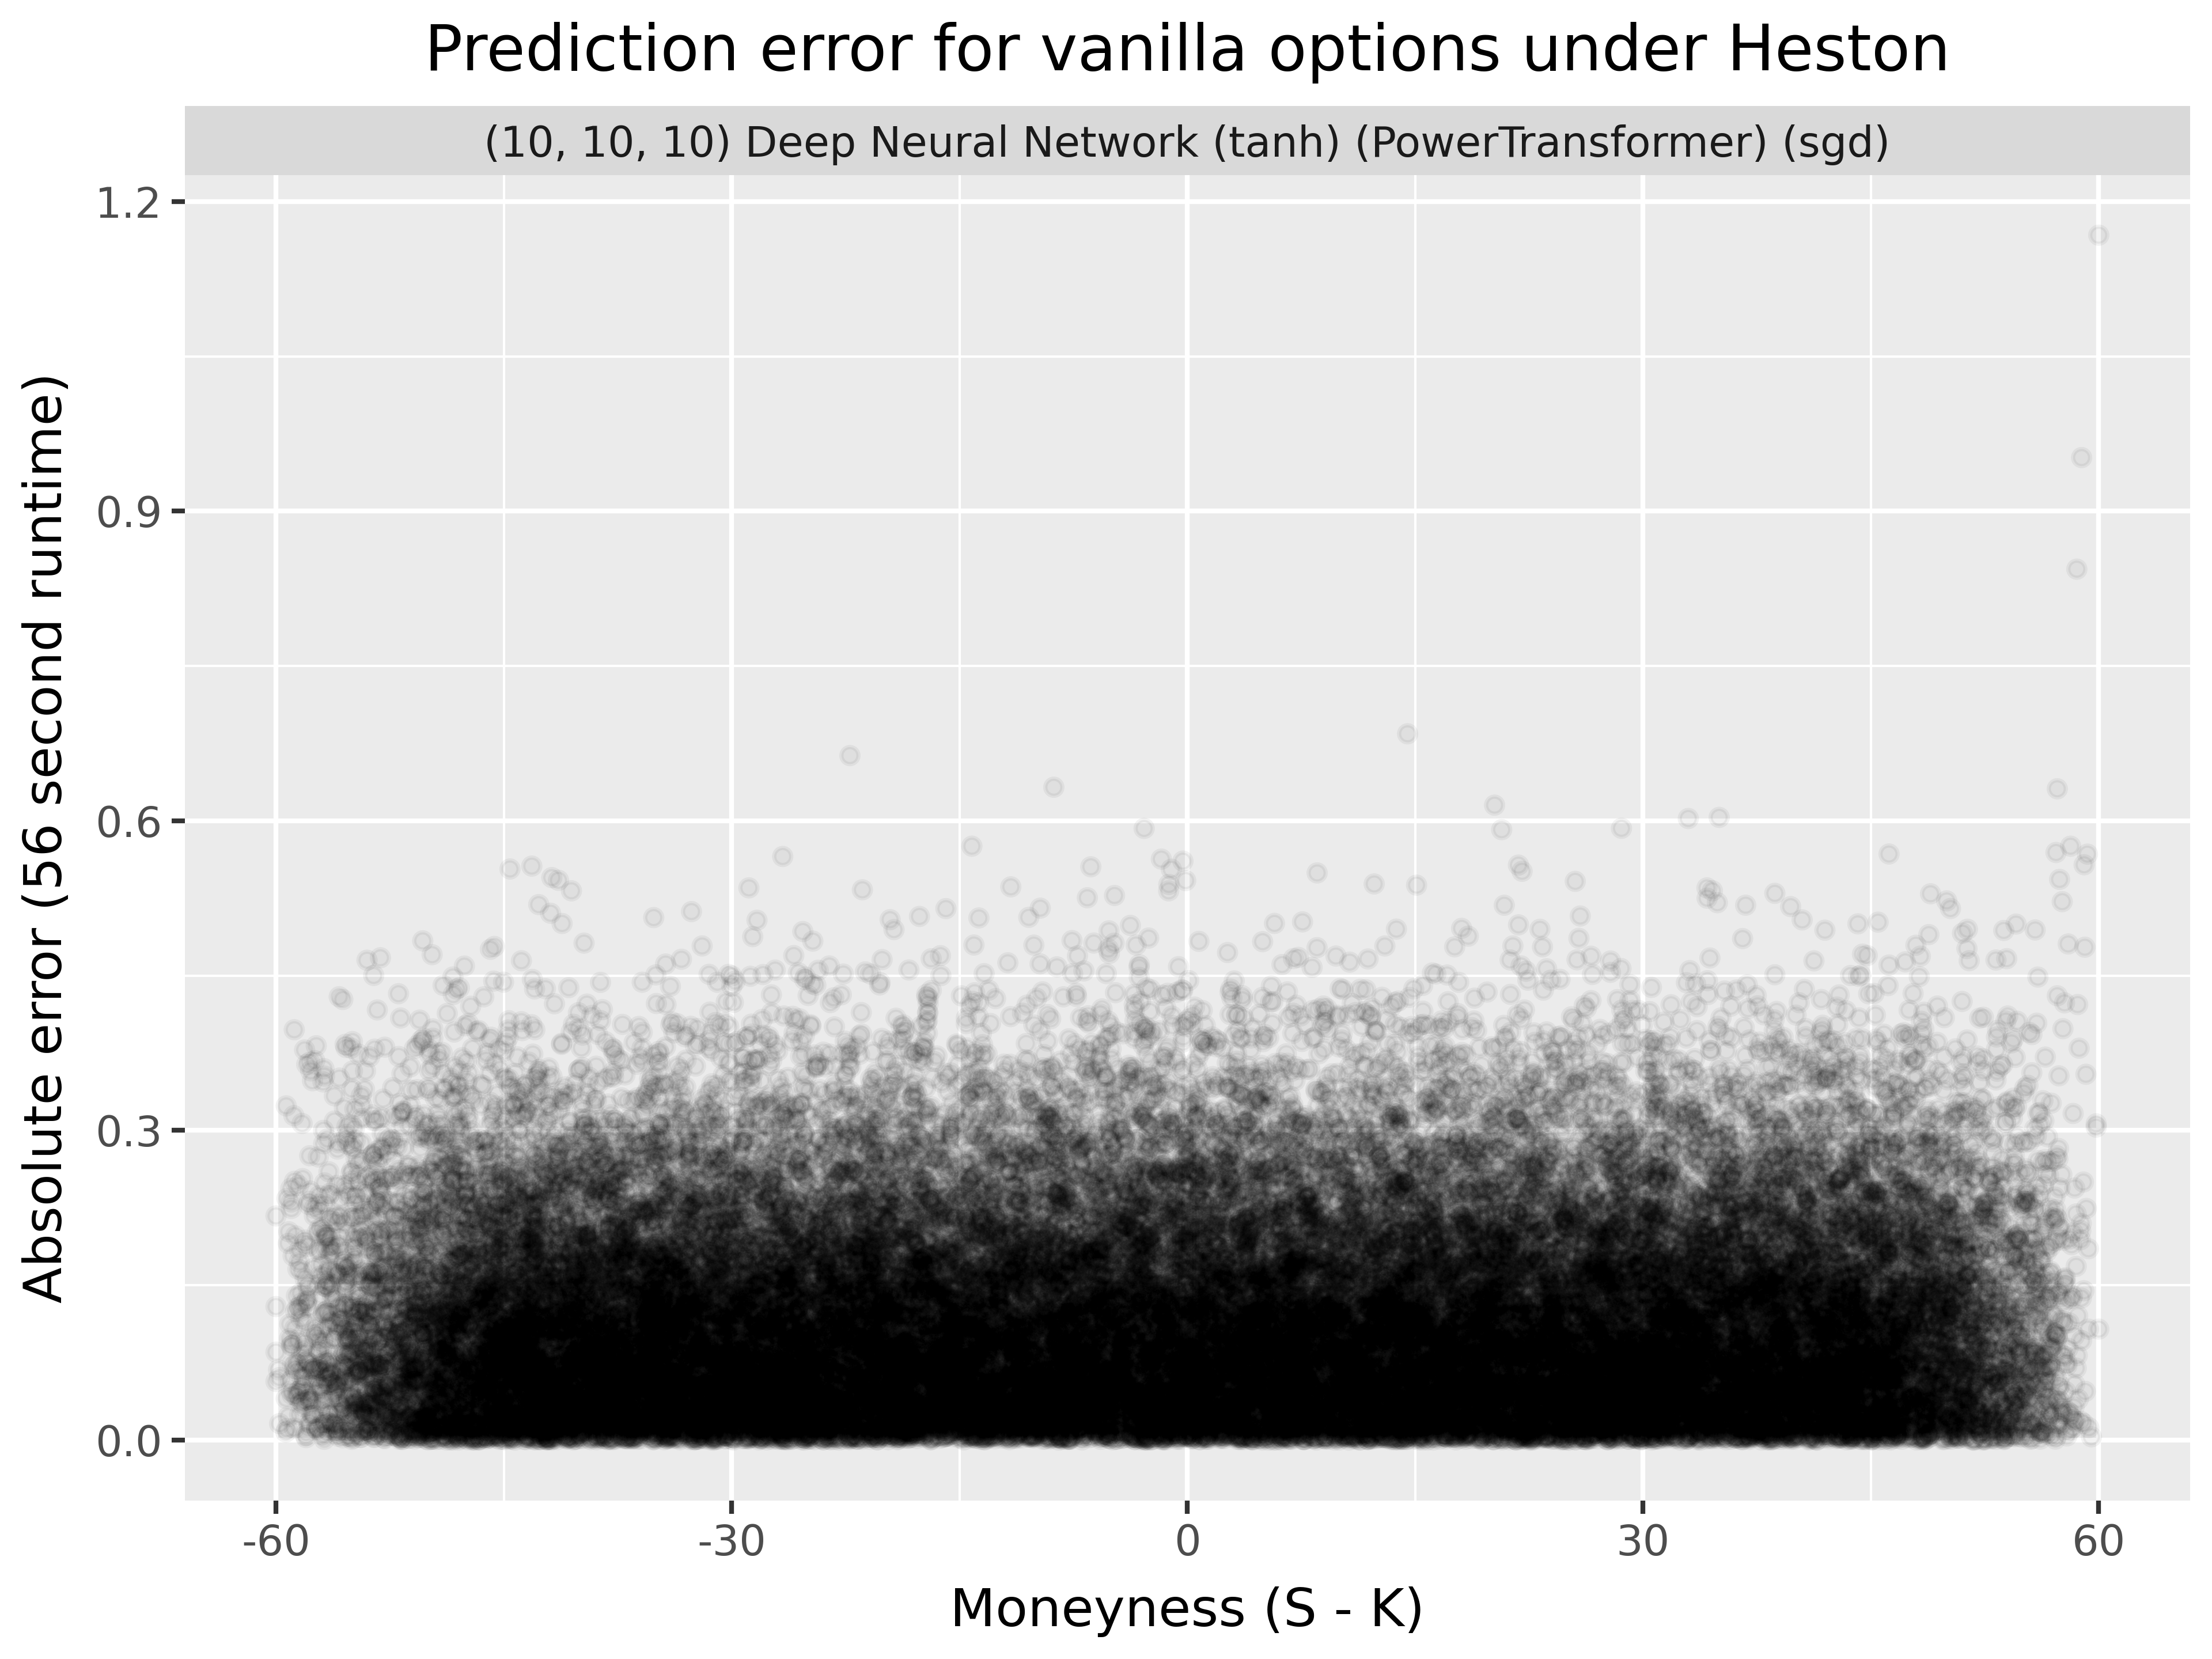 Prediction error for vanilla options under Heston
(10, 10, 10) Deep Neural Network (tanh) (PowerTransformer) (sgd)
Absolute error (56 second runtime)
1.2
0.9
0.6
0.3
0.0
-60
-30
0
30
60
Moneyness (S - K)